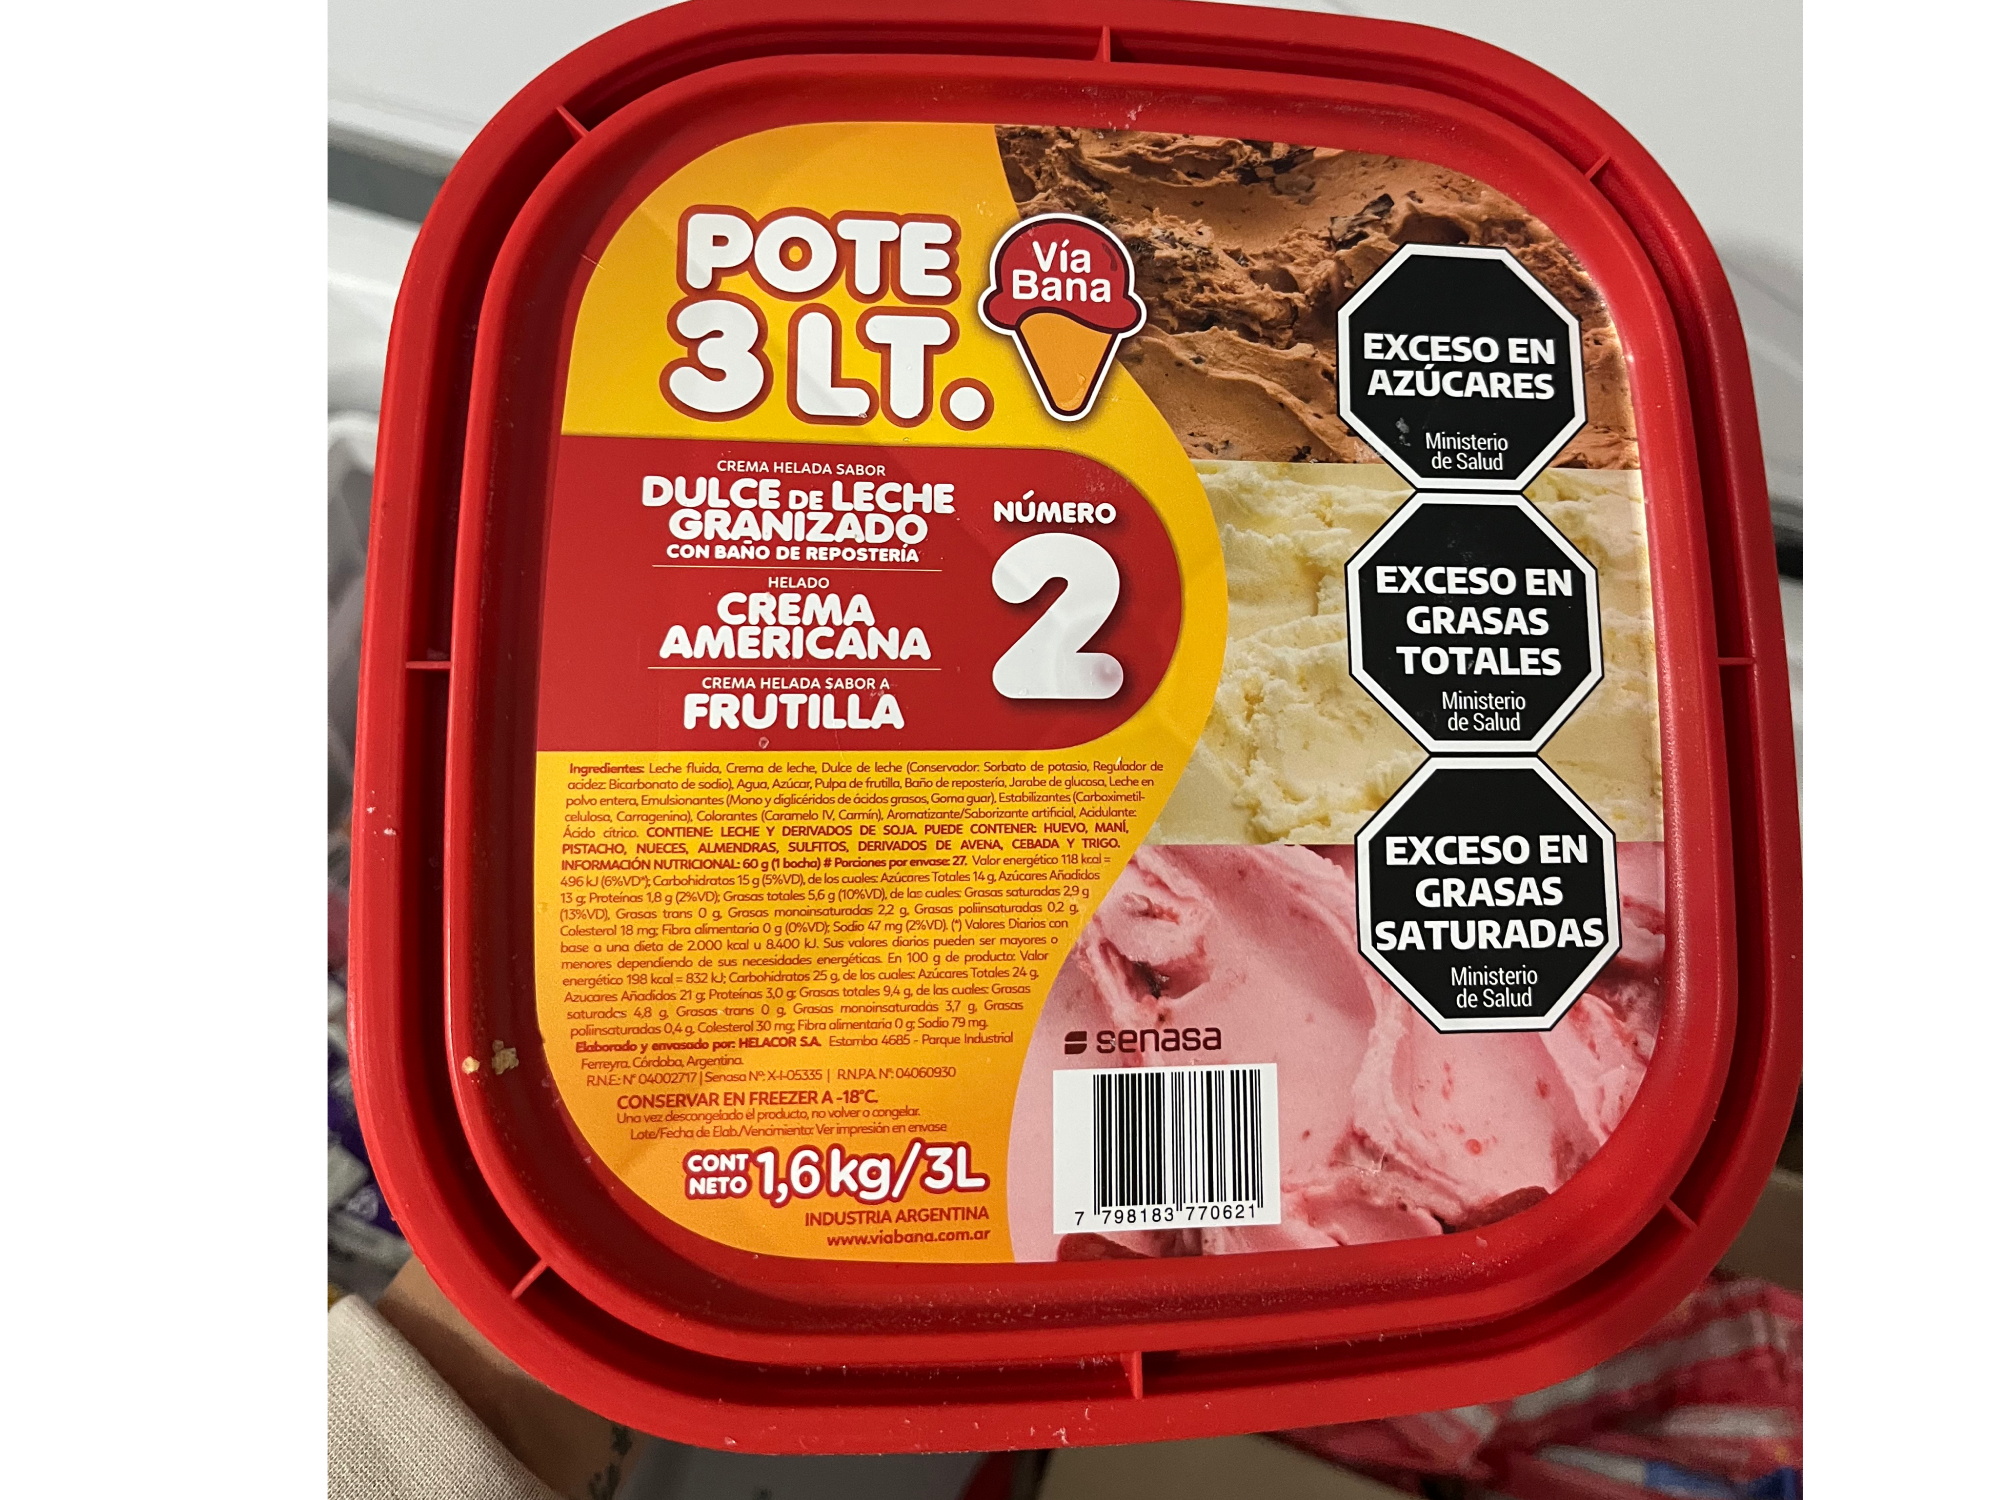 POTE
3 LT.
Vía
Bana
CREMA HELADA SABOR
DULCE DE LECHE
GRANIZADO
CON BAÑO DE REPOSTERÍA
HELADO
CREMA
AMERICANA
CREMA HELADA SABOR A
FRUTILLA
NÚMERO
2
Ingredientes: Leche fluida, Crema de leche, Dulce de leche (Conservador: Sorbato de potasio, Regulador de
acidez: Bicarbonato de sodio), Agua, Azúcar, Pulpa de frutilla, Baño de repostería, Jarabe de glucosa, Leche en
polvo entera, Emulsionantes (Mono y diglicéridos de ácidos grasos, Goma guar), Estabilizantes (Carboximetil-
celulosa, Carragenina), Colorantes (Caramelo IV, Carmín), Aromatizante/Saborizante artificial, Acidulante:
Ácido cítrico. CONTIENE: LECHE Y DERIVADOS DE SOJA. PUEDE CONTENER: HUEVO, MANÍ,
PISTACHO, NUECES, ALMENDRAS, SULFITOS, DERIVADOS DE AVENA, CEBADA Y TRIGO.
INFORMACIÓN NUTRICIONAL: 60 g (1 bocha) # Porciones por envase: 27. Valor energético 118 kcal =
496 kJ (6%VD*); Carbohidratos 15 g (5%VD), de los cuales: Azúcares Totales 14 g, Azúcares Añadidos
13 g; Proteínas 1,8 g (2%VD); Grasas totales 5,6 g (10%VD), de las cuales: Grasas saturadas 2,9 g
(13%VD), Grasas trans 0 g, Grasas monoinsaturadas 2,2 g, Grasas poliinsaturadas 0,2 g,
Colesterol 18 mg; Fibra alimentaria 0 g (0%VD); Sodio 47 mg (2%VD). (*) Valores Diarios con
base a una dieta de 2.000 kcal u 8.400 kJ. Sus valores diarios pueden ser mayores o
menores dependiendo de sus necesidades energéticas. En 100 g de producto: Valor
energético 198 kcal = 832 kJ; Carbohidratos 25 g, de los cuales: Azúcares Totales 24 g,
Azucares Añadidos 21 g; Proteínas 3,0 g; Grasas totales 9,4 g, de las cuales: Grasas
saturadas 4,8 g, Grasas trans 0 g, Grasas monoinsaturadas 3,7 g, Grasas
poliinsaturadas 0,4 g, Colesterol 30 mg; Fibra alimentaria 0 g; Sodio 79 mg.
Elaborado y envasado por: HELACOR S.A. Estamba 4685 - Parque Industrial
Ferreyra. Córdoba, Argentina.
R.N.E.: Nº 04002717 | Senasa Nº: X-I-05335 | R.N.P.A. Nº: 04060930
CONSERVAR EN FREEZER A -18°C.
Una vez descongelado el producto, no volver a congelar.
Lote/Fecha de Elab./Vencimiento: Ver impresión en envase
CONT
NETO 1,6 kg/3L
INDUSTRIA ARGENTINA
www.viabana.com.ar
EXCESO EN
AZÚCARES
Ministerio
de Salud
EXCESO EN
GRASAS
TOTALES
Ministerio
de Salud
EXCESO EN
GRASAS
SATURADAS
Ministerio
de Salud
senasa
7 798183 770621